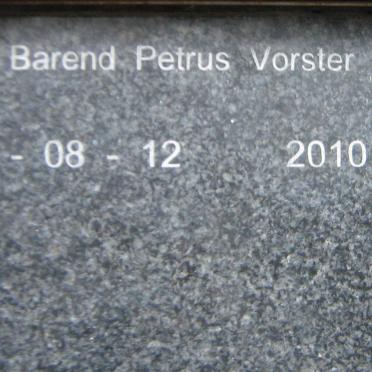 Barend Petrus Vorster
- 08 - 12 2010